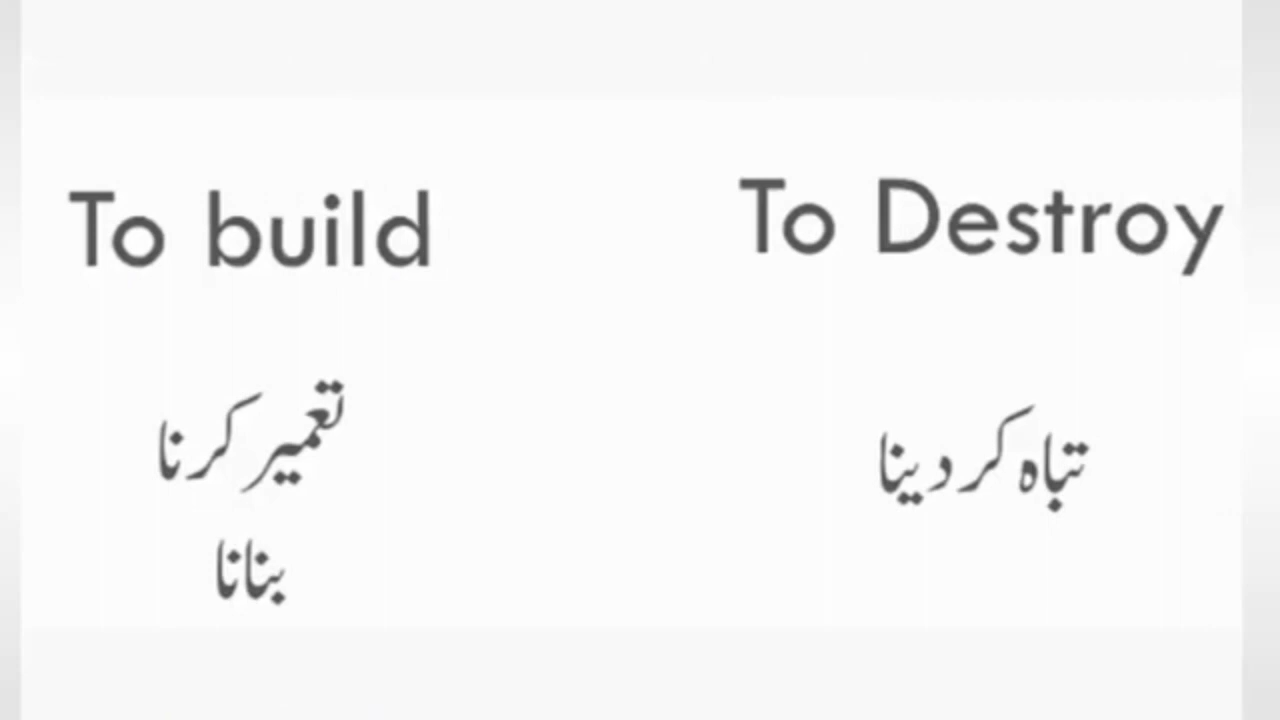 To build
تعمیر کرنا
بنانا
To Destroy
تباہ کر دینا